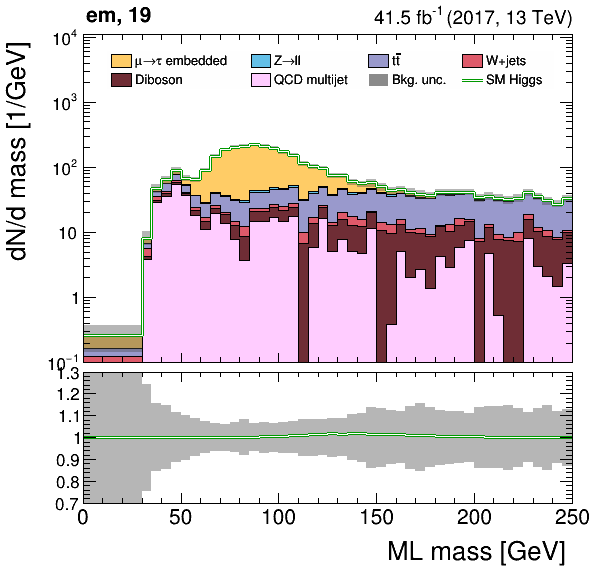 em, 19
41.5 fb⁻¹ (2017, 13 TeV)
dN/d mass [1/GeV]
μ→τ embedded
Z→ll
tt̄
W+jets
Diboson
QCD multijet
Bkg. unc.
SM Higgs
10⁴
10³
10²
10
1
10⁻¹
1.3
1.2
1.1
1
0.9
0.8
0.7
0
50
100
150
200
250
ML mass [GeV]